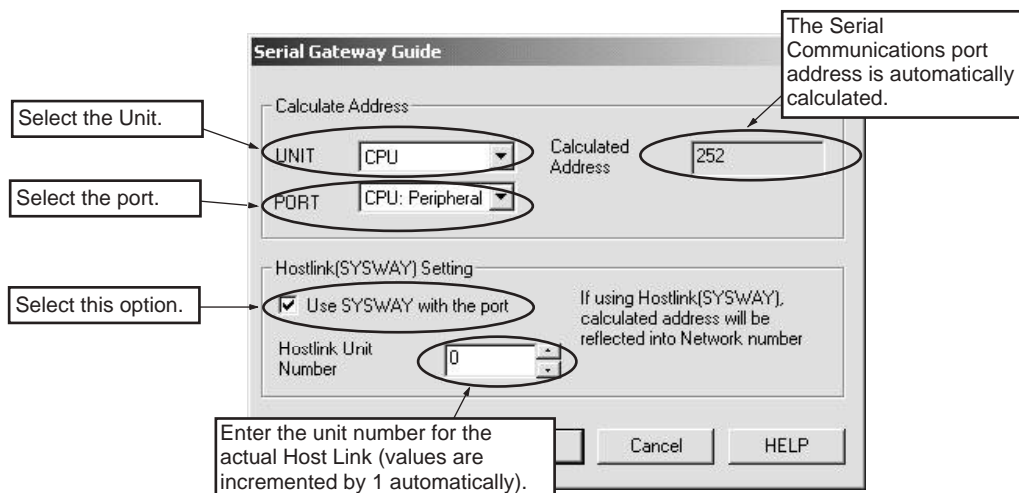 The Serial
Communications port
address is automatically
calculated.
Serial Gateway Guide
Calculate Address
Select the Unit.
UNIT
CPU
Calculated
Address
252
Select the port.
PORT
CPU: Peripheral
Hostlink(SYSWAY) Setting
Select this option.
Use SYSWAY with the port
If using Hostlink(SYSWAY),
calculated address will be
reflected into Network number
Hostlink Unit
Number
0
Enter the unit number for the
actual Host Link (values are
incremented by 1 automatically).
Cancel
HELP